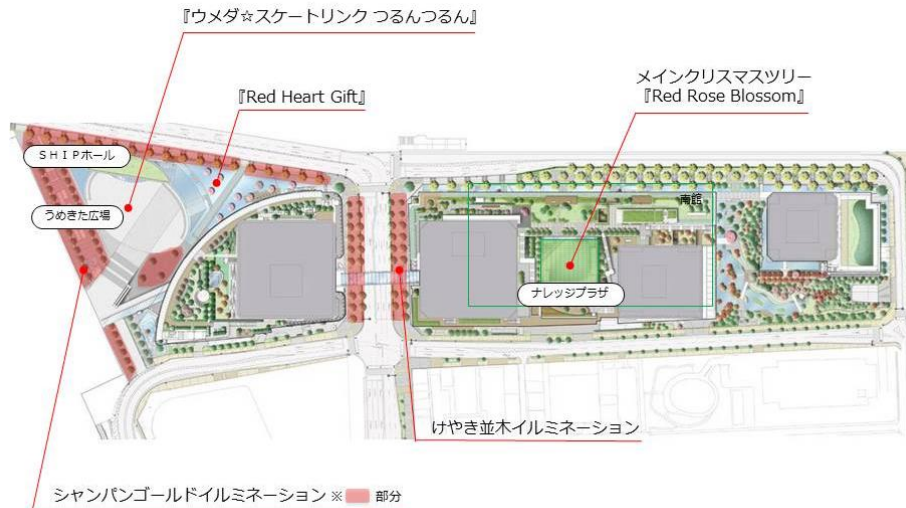 『ウメダ☆スケートリンク つるんつるん』
『Red Heart Gift』
メインクリスマスツリー
『Red Rose Blossom』
ＳＨＩＰホール
うめきた広場
南館
ナレッジプラザ
けやき並木イルミネーション
シャンパンゴールドイルミネーション ※ 部分